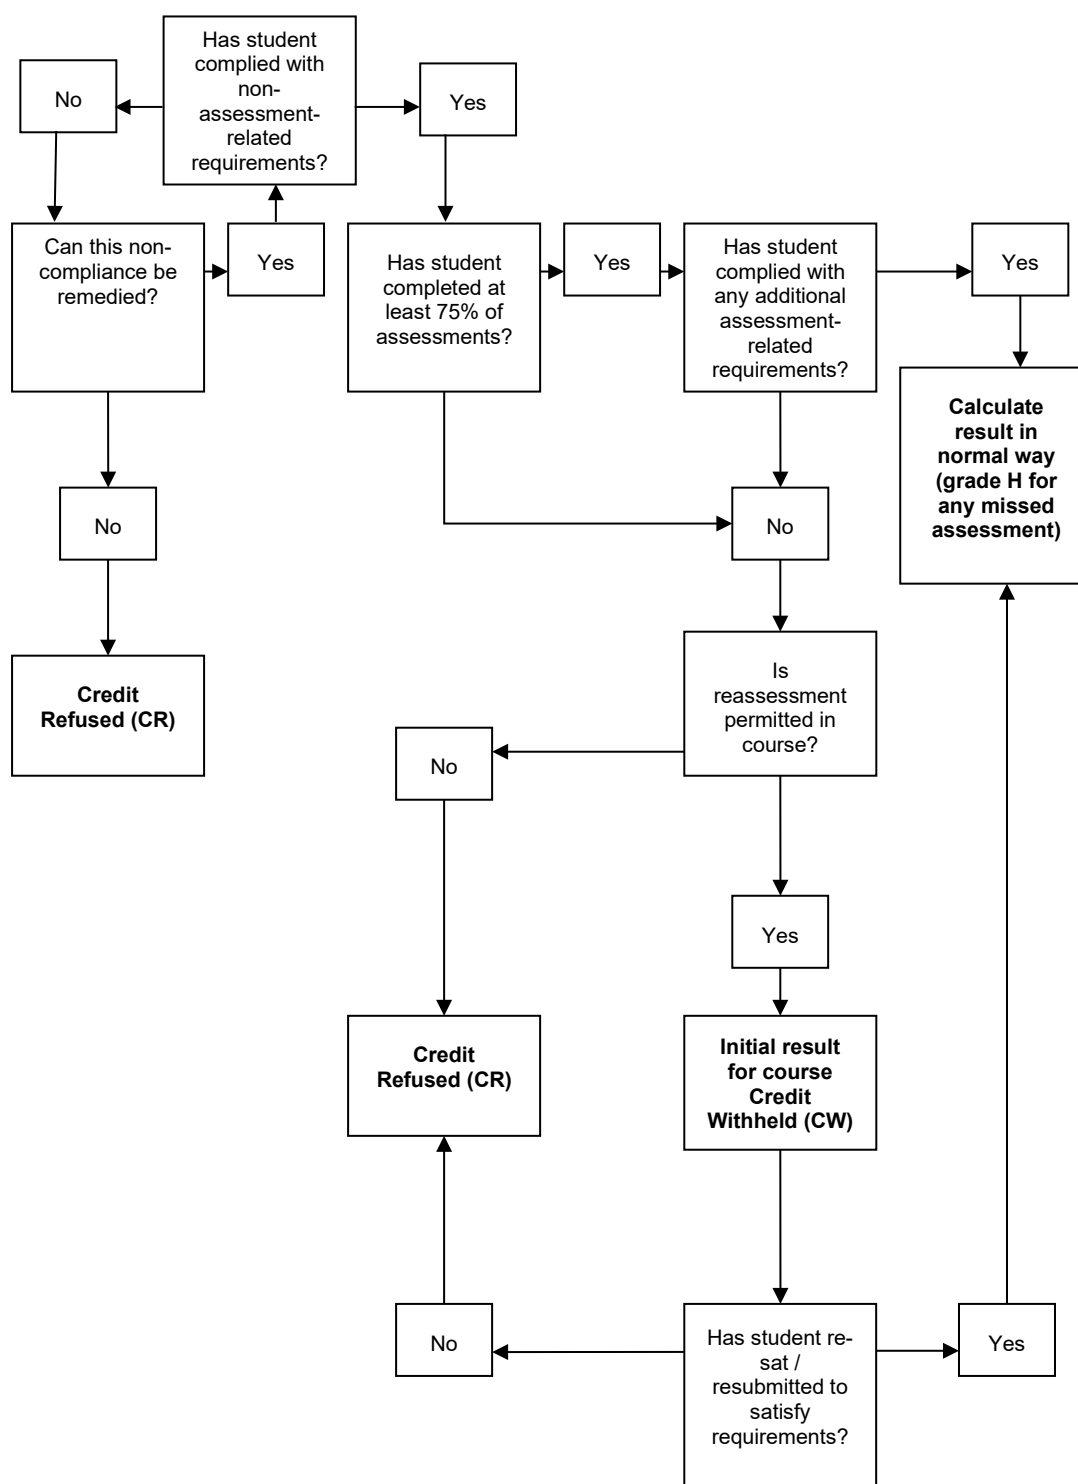 Has student
complied with
non-
assessment-
related
requirements?
No
Yes
Can this non-
compliance be
remedied?
Yes
Has student
completed at
least 75% of
assessments?
Yes
Has student
complied with
any additional
assessment-
related
requirements?
Yes
Calculate
result in
normal way
(grade H for
any missed
assessment)
No
No
Credit
Refused (CR)
Is
reassessment
permitted in
course?
No
Yes
Credit
Refused (CR)
Initial result
for course
Credit
Withheld (CW)
No
Has student re-
sat /
resubmitted to
satisfy
requirements?
Yes